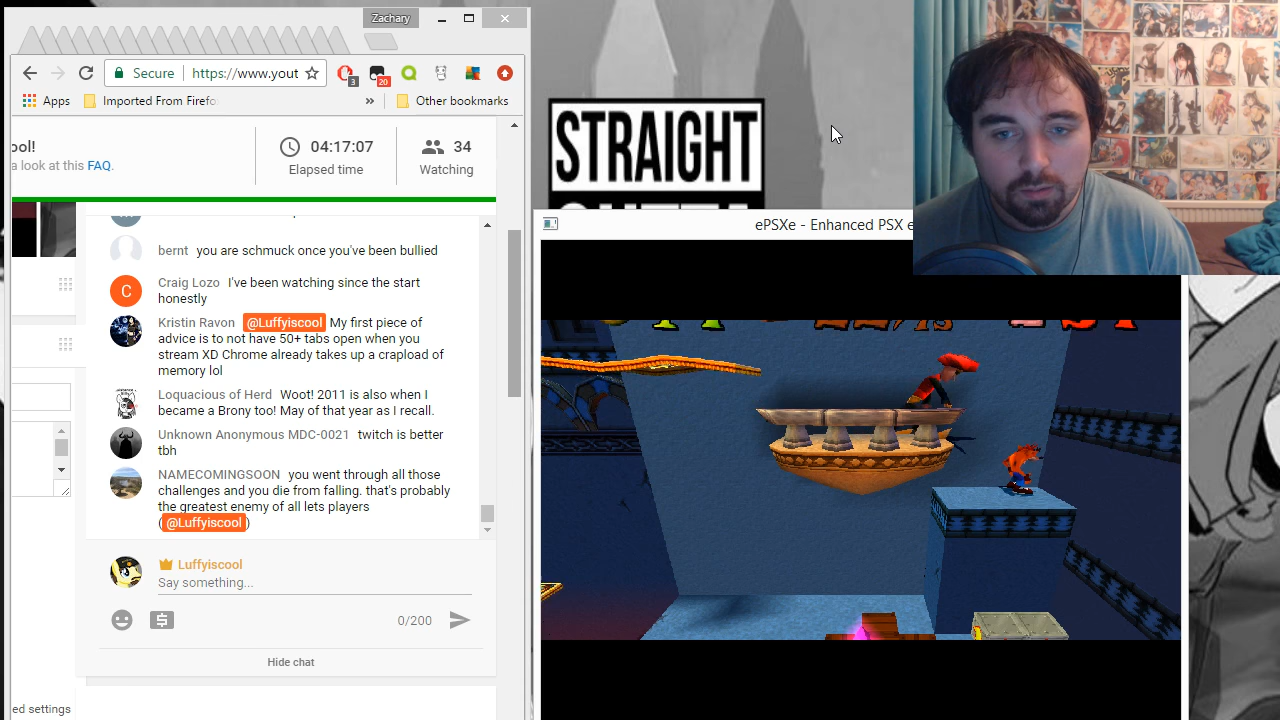 Zachary
Secure https://www.yout
3
20
Apps Imported From Firefo » Other bookmarks
ool!
a look at this FAQ.
04:17:07
Elapsed time
34
Watching
bernt you are schmuck once you've been bullied
Craig Lozo I've been watching since the start
honestly
Kristin Ravon @Luffyiscool My first piece of
advice is to not have 50+ tabs open when you
stream XD Chrome already takes up a crapload of
memory lol
Loquacious of Herd Woot! 2011 is also when I
became a Brony too! May of that year as I recall.
Unknown Anonymous MDC-0021 twitch is better
tbh
NAMECOMINGSOON you went through all those
challenges and you die from falling. that's probably
the greatest enemy of all lets players
(@Luffyiscool)
Luffyiscool
Say something...
0/200
Hide chat
ed settings
STRAIGHT
ePSXe - Enhanced PSX e
C